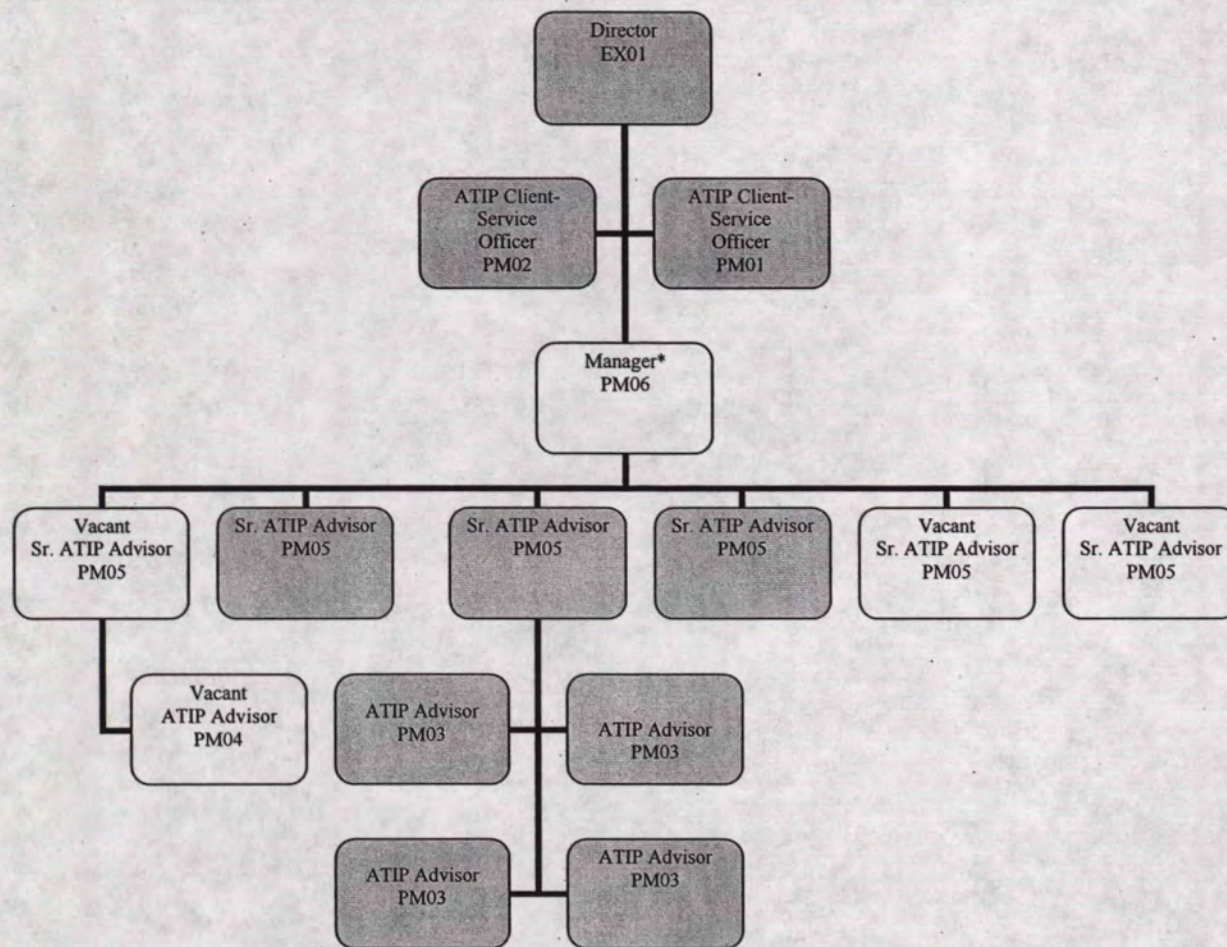 Director
EX01
ATIP Client-
Service
Officer
PM02
ATIP Client-
Service
Officer
PM01
Manager*
PM06
Vacant
Sr. ATIP Advisor
PM05
Sr. ATIP Advisor
PM05
Sr. ATIP Advisor
PM05
Sr. ATIP Advisor
PM05
Vacant
Sr. ATIP Advisor
PM05
Vacant
Sr. ATIP Advisor
PM05
Vacant
ATIP Advisor
PM04
ATIP Advisor
PM03
ATIP Advisor
PM03
ATIP Advisor
PM03
ATIP Advisor
PM03